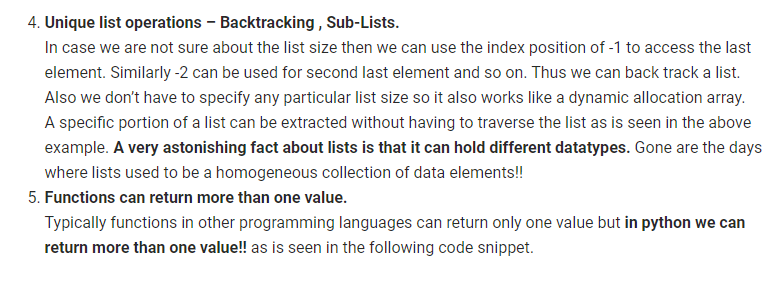 4. Unique list operations – Backtracking , Sub-Lists.
In case we are not sure about the list size then we can use the index position of -1 to access the last
element. Similarly -2 can be used for second last element and so on. Thus we can back track a list.
Also we don’t have to specify any particular list size so it also works like a dynamic allocation array.
A specific portion of a list can be extracted without having to traverse the list as is seen in the above
example. A very astonishing fact about lists is that it can hold different datatypes. Gone are the days
where lists used to be a homogeneous collection of data elements!!
5. Functions can return more than one value.
Typically functions in other programming languages can return only one value but in python we can
return more than one value!! as is seen in the following code snippet.